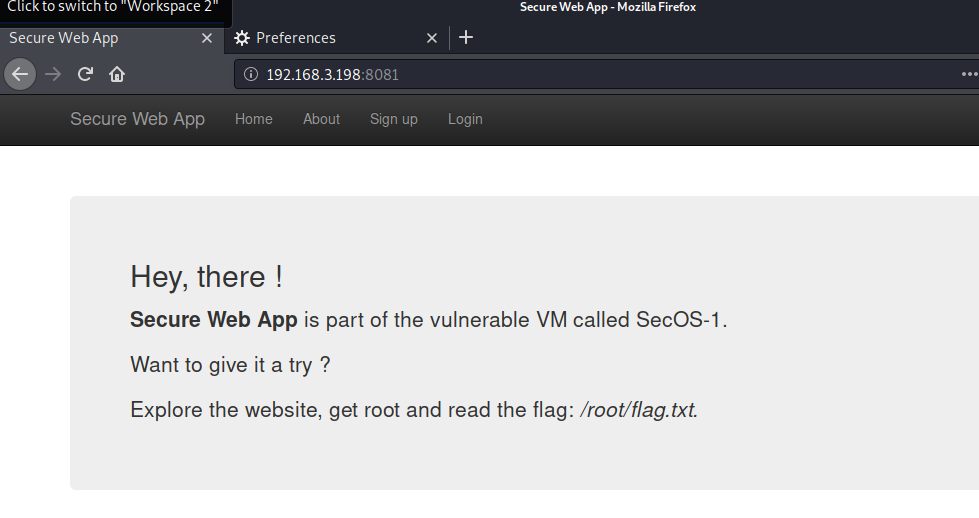 Click to switch to "Workspace 2"
Secure Web App - Mozilla Firefox
Secure Web App
Preferences
192.168.3.198:8081
Secure Web App Home About Sign up Login
Hey, there !
Secure Web App is part of the vulnerable VM called SecOS-1.
Want to give it a try ?
Explore the website, get root and read the flag: /root/flag.txt.